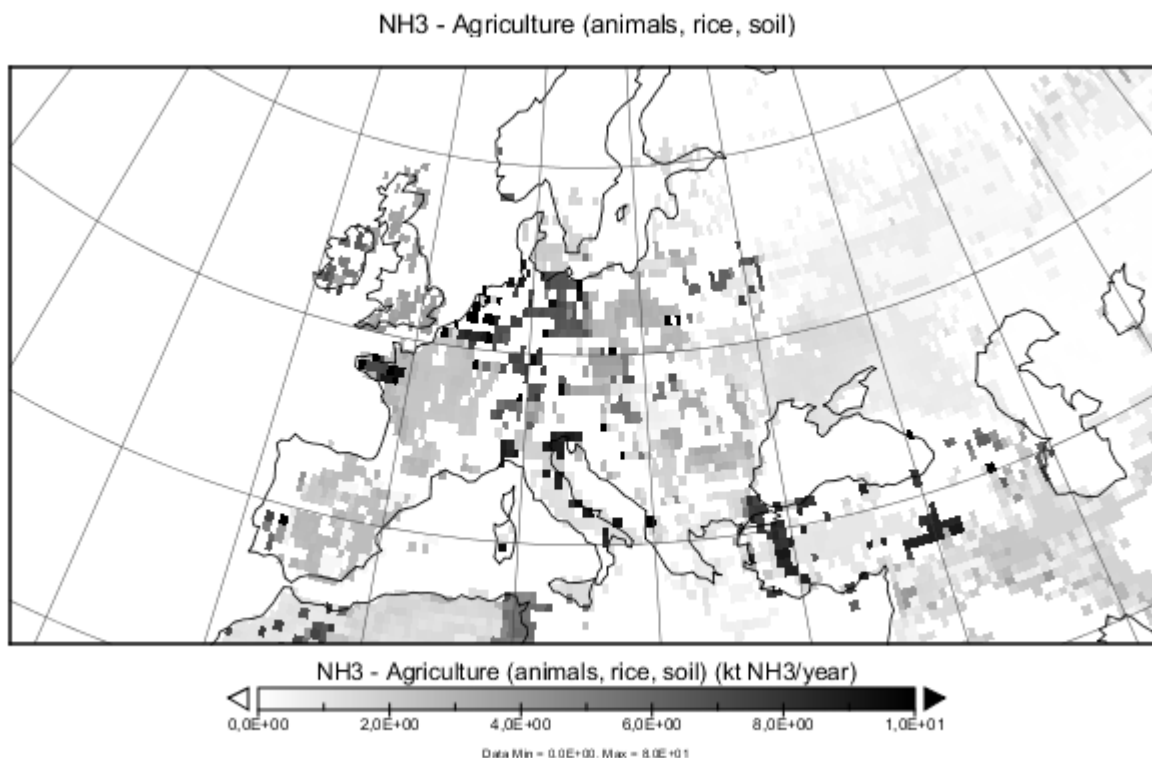 NH3 - Agriculture (animals, rice, soil)
NH3 - Agriculture (animals, rice, soil) (kt NH3/year)
0,0E+00 2,0E+00 4,0E+00 6,0E+00 8,0E+00 1,0E+01
Data Min = 0.0E+00. Max = 8.0E+01